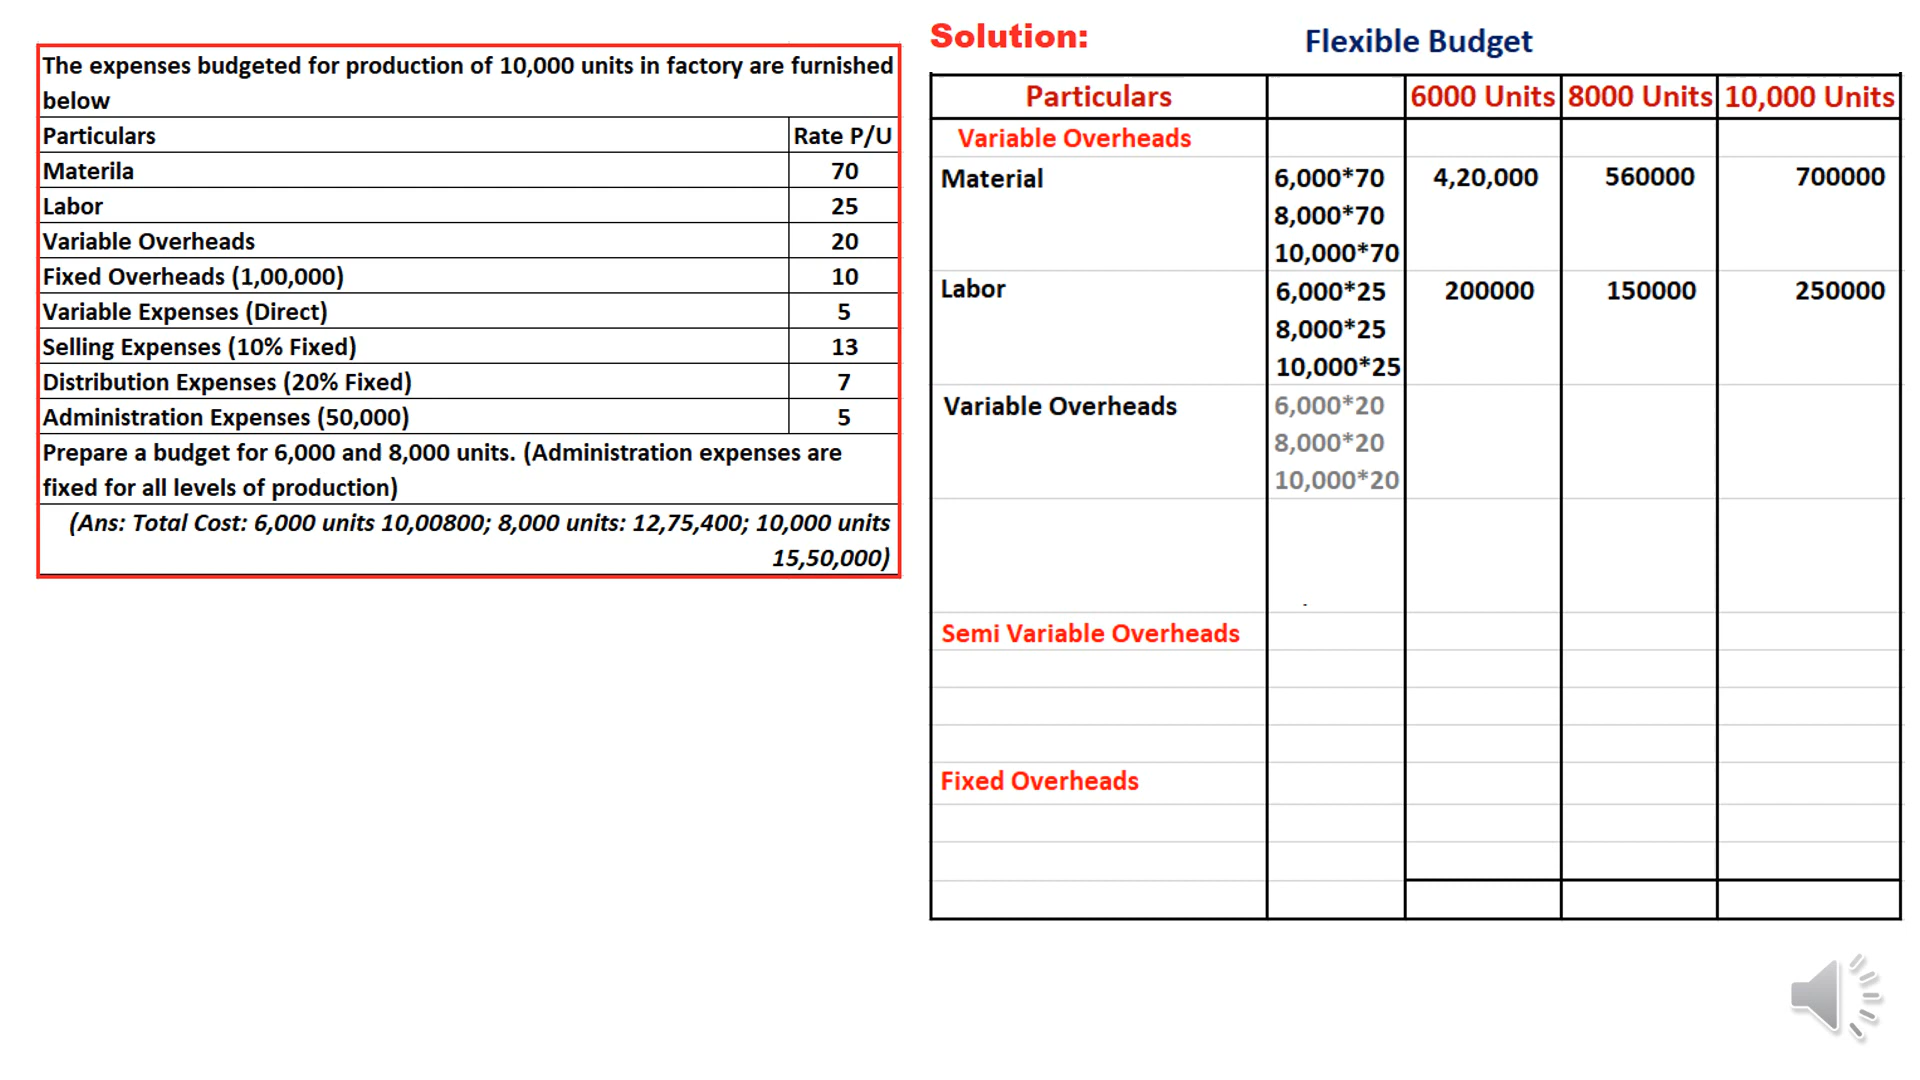 The expenses budgeted for production of 10,000 units in factory are furnished
below
Particulars Rate P/U
Materila 70
Labor 25
Variable Overheads 20
Fixed Overheads (1,00,000) 10
Variable Expenses (Direct) 5
Selling Expenses (10% Fixed) 13
Distribution Expenses (20% Fixed) 7
Administration Expenses (50,000) 5
Prepare a budget for 6,000 and 8,000 units. (Administration expenses are
fixed for all levels of production)
(Ans: Total Cost: 6,000 units 10,00800; 8,000 units: 12,75,400; 10,000 units
15,50,000)
Solution:
Flexible Budget
Particulars 6000 Units 8000 Units 10,000 Units
Variable Overheads
Material 6,000*70 4,20,000 560000 700000
8,000*70
10,000*70
Labor 6,000*25 200000 150000 250000
8,000*25
10,000*25
Variable Overheads 6,000*20
8,000*20
10,000*20
Semi Variable Overheads
Fixed Overheads